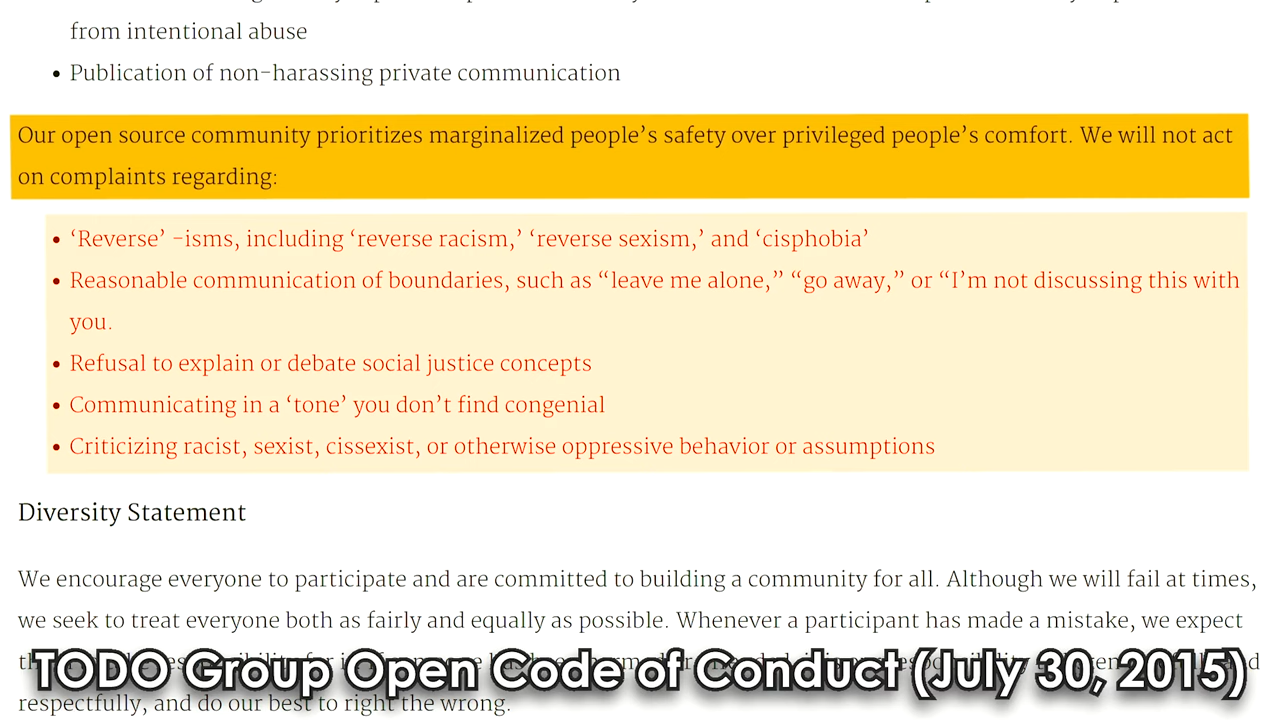 from intentional abuse
• Publication of non-harassing private communication
Our open source community prioritizes marginalized people’s safety over privileged people’s comfort. We will not act
on complaints regarding:
• ‘Reverse’ -isms, including ‘reverse racism,’ ‘reverse sexism,’ and ‘cisphobia’
• Reasonable communication of boundaries, such as “leave me alone,” “go away,” or “I’m not discussing this with
you.
• Refusal to explain or debate social justice concepts
• Communicating in a ‘tone’ you don’t find congenial
• Criticizing racist, sexist, cissexist, or otherwise oppressive behavior or assumptions
Diversity Statement
We encourage everyone to participate and are committed to building a community for all. Although we will fail at times,
we seek to treat everyone both as fairly and equally as possible. Whenever a participant has made a mistake, we expect
TODO Group Open Code of Conduct (July 30, 2015)
respectfully, and do our best to right the wrong.